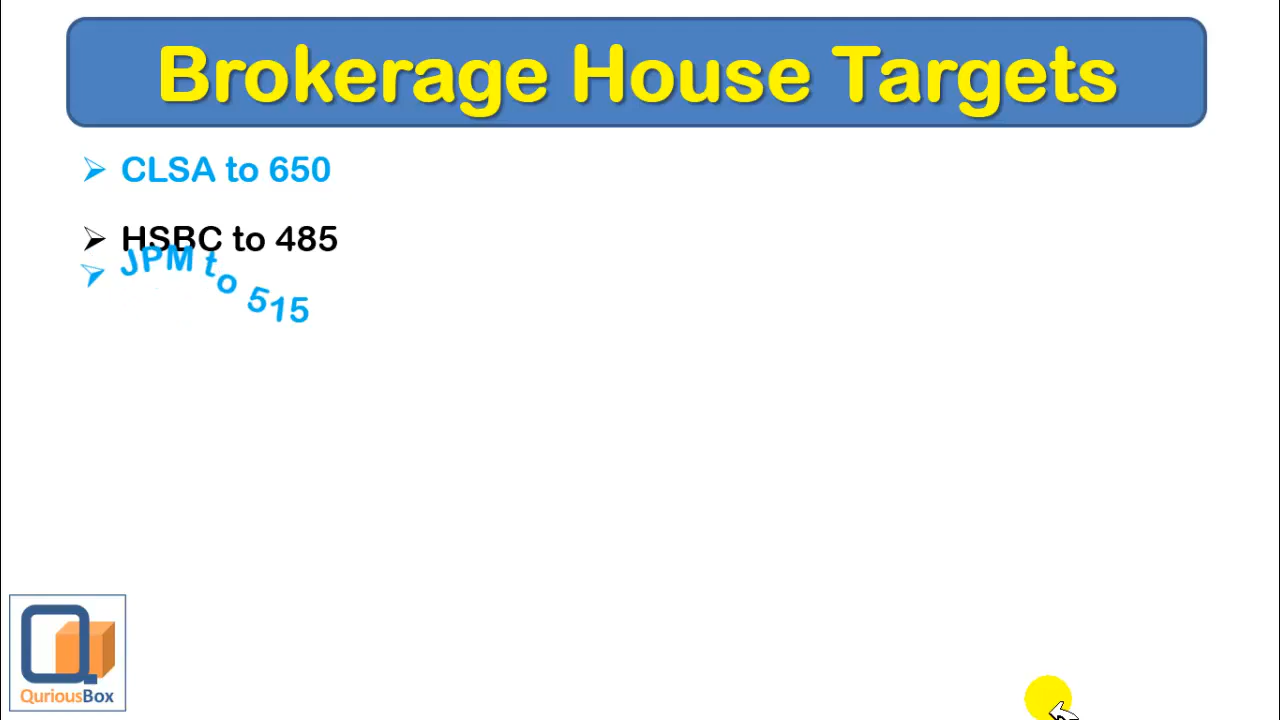 Brokerage House Targets
CLSA to 650
HSBC to 485
JPM to 515
QuriousBox